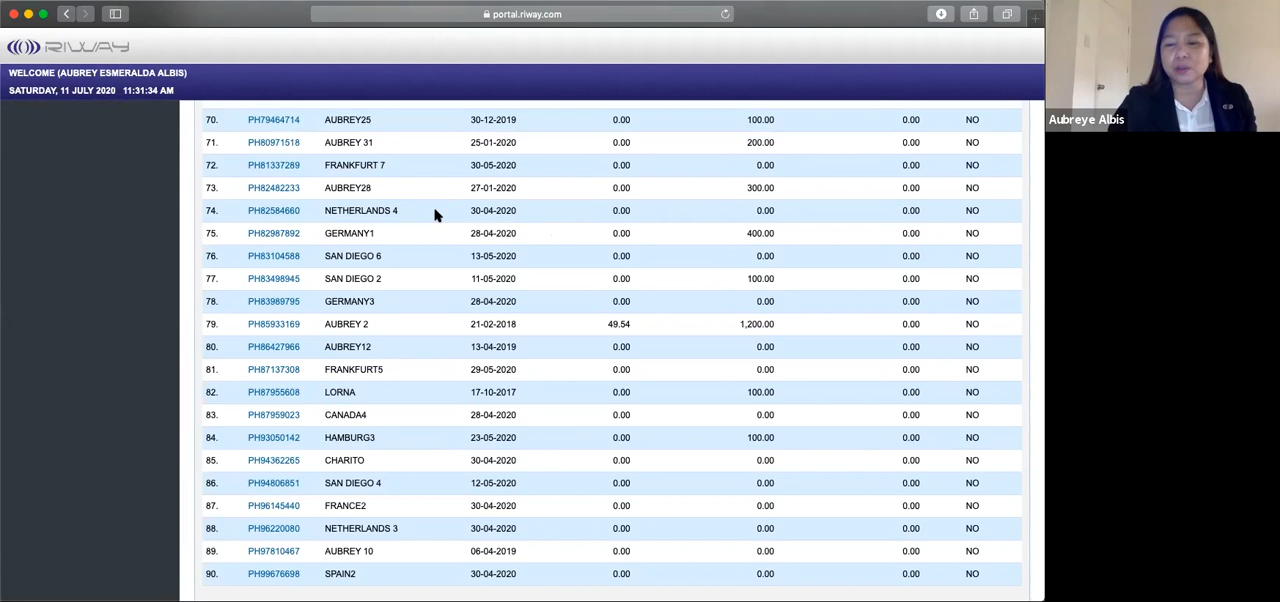 portal.riway.com
RIWAY
WELCOME (AUBREY ESMERALDA ALBIS)
SATURDAY, 11 JULY 2020 11:31:34 AM
Aubreye Albis
70. PH79464714 AUBREY25 30-12-2019 0.00 100.00 0.00 NO
71. PH80971518 AUBREY 31 25-01-2020 0.00 200.00 0.00 NO
72. PH81337289 FRANKFURT 7 30-05-2020 0.00 0.00 0.00 NO
73. PH82482233 AUBREY28 27-01-2020 0.00 300.00 0.00 NO
74. PH82584660 NETHERLANDS 4 30-04-2020 0.00 0.00 0.00 NO
75. PH82987892 GERMANY1 28-04-2020 0.00 400.00 0.00 NO
76. PH83104588 SAN DIEGO 6 13-05-2020 0.00 0.00 0.00 NO
77. PH83498945 SAN DIEGO 2 11-05-2020 0.00 100.00 0.00 NO
78. PH83989795 GERMANY3 28-04-2020 0.00 0.00 0.00 NO
79. PH85933169 AUBREY 2 21-02-2018 49.54 1,200.00 0.00 NO
80. PH86427966 AUBREY12 13-04-2019 0.00 0.00 0.00 NO
81. PH87137308 FRANKFURT5 29-05-2020 0.00 0.00 0.00 NO
82. PH87955608 LORNA 17-10-2017 0.00 100.00 0.00 NO
83. PH87959023 CANADA4 28-04-2020 0.00 0.00 0.00 NO
84. PH93050142 HAMBURG3 23-05-2020 0.00 100.00 0.00 NO
85. PH94362265 CHARITO 30-04-2020 0.00 0.00 0.00 NO
86. PH94806851 SAN DIEGO 4 12-05-2020 0.00 0.00 0.00 NO
87. PH96145440 FRANCE2 30-04-2020 0.00 0.00 0.00 NO
88. PH96220080 NETHERLANDS 3 30-04-2020 0.00 0.00 0.00 NO
89. PH97810467 AUBREY 10 06-04-2019 0.00 0.00 0.00 NO
90. PH99676698 SPAIN2 30-04-2020 0.00 0.00 0.00 NO